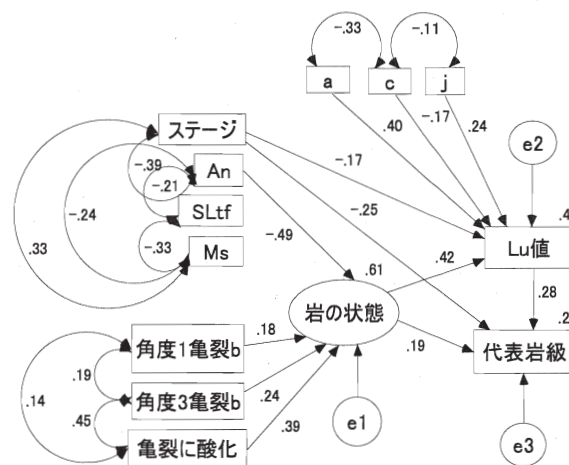 -.33
-.11
a
c
j
ステージ
.40
-.17
.24
e2
-.39
An
-.17
-.21
SLtf
-.25
-.24
-.33
Ms
-.49
.33
.61
.42
Lu値
岩の状態
.28
角度1亀裂b
.18
.19
代表岩級
.19
角度3亀裂b
.24
.14
.45
亀裂に酸化
.39
e1
e3